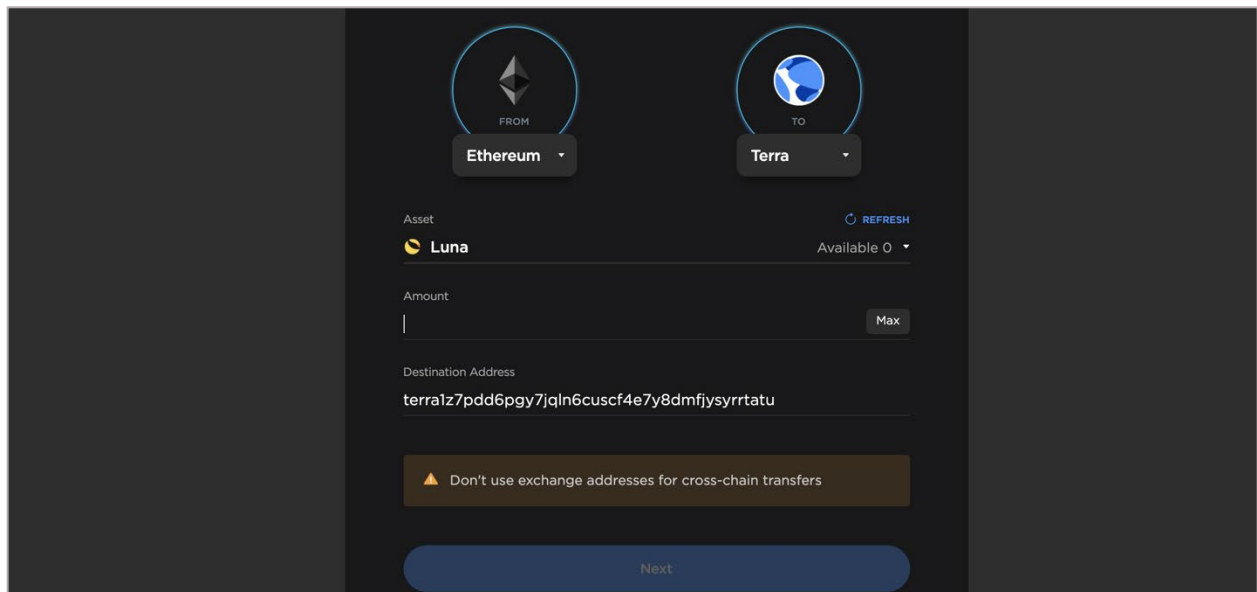 FROM
TO
Ethereum
Terra
Asset
REFRESH
Luna
Available 0
Amount
Max
Destination Address
terra1z7pdd6pgy7jqln6cuscf4e7y8dmfjysyrrtatu
Don't use exchange addresses for cross-chain transfers
Next